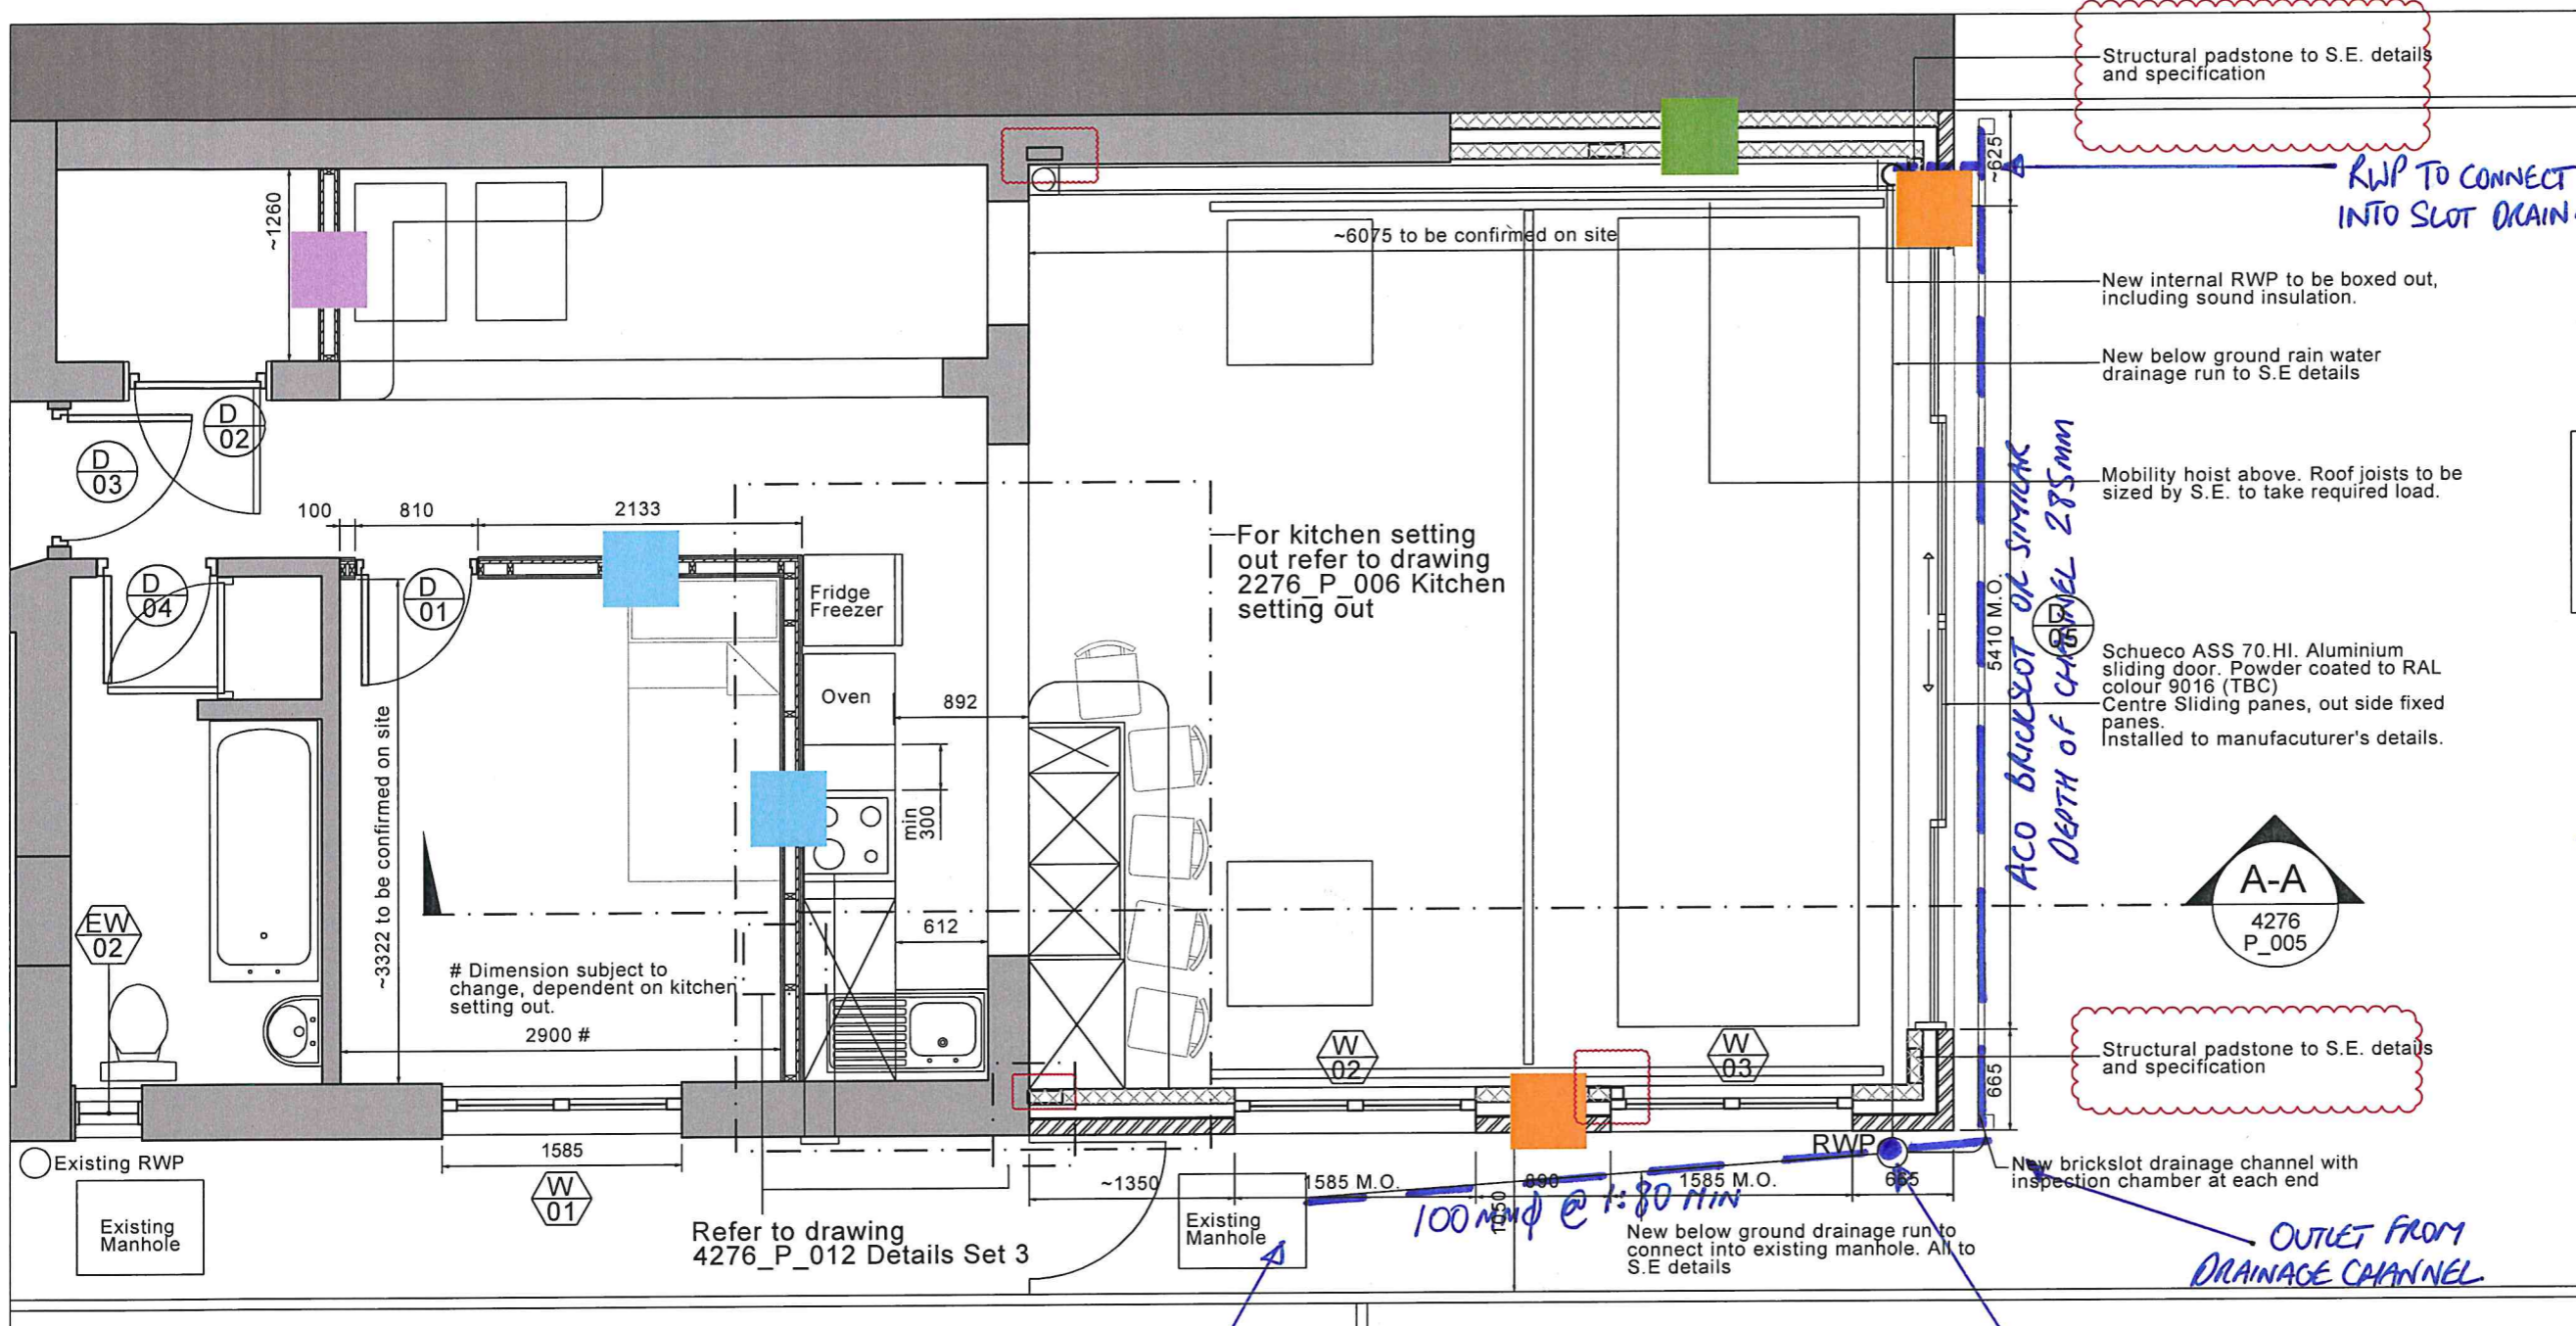 Structural padstone to S.E. details
and specification
RWP TO CONNECT
INTO SLOT DRAIN
~625
~1260
~6075 to be confirmed on site
New internal RWP to be boxed out,
including sound insulation.
New below ground rain water
drainage run to S.E details
D
02
D
03
Mobility hoist above. Roof joists to be
sized by S.E. to take required load.
100
810
2133
For kitchen setting
out refer to drawing
2276_P_006 Kitchen
setting out
ACO BRICKSLOT OR SIMILAR
DEPTH OF CHANNEL 285MM
5410 M.O.
D
04
D
01
Fridge
Freezer
D
05
Schueco ASS 70.HI. Aluminium
sliding door. Powder coated to RAL
colour 9016 (TBC)
Centre Sliding panes, out side fixed
panes.
Installed to manufacuturer's details.
Oven
892
~3322 to be confirmed on site
min
300
A-A
4276
P_005
EW
02
612
# Dimension subject to
change, dependent on kitchen
setting out.
2900 #
W
02
W
03
Structural padstone to S.E. details
and specification
665
RWP
Existing RWP
1585
New brickslot drainage channel with
inspection chamber at each end
~1350
1585 M.O.
890
1585 M.O.
665
W
01
Existing
Manhole
Existing
Manhole
100mmφ @ 1:80 MIN
1050
Refer to drawing
4276_P_012 Details Set 3
New below ground drainage run to
connect into existing manhole. All to
S.E details
OUTLET FROM
DRAINAGE CHANNEL